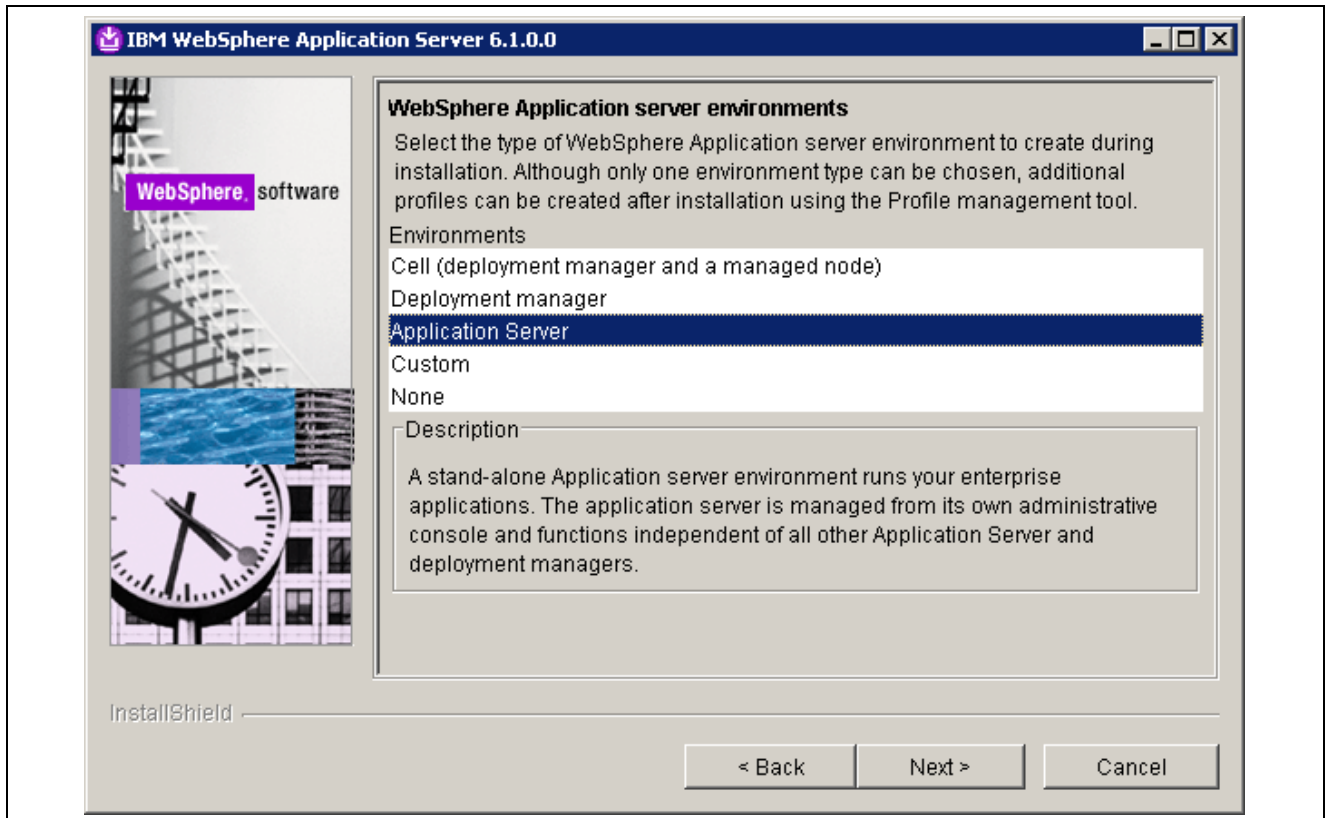 IBM WebSphere Application Server 6.1.0.0
WebSphere. software
WebSphere Application server environments
Select the type of WebSphere Application server environment to create during
installation. Although only one environment type can be chosen, additional
profiles can be created after installation using the Profile management tool.
Environments
Cell (deployment manager and a managed node)
Deployment manager
Application Server
Custom
None
Description
A stand-alone Application server environment runs your enterprise
applications. The application server is managed from its own administrative
console and functions independent of all other Application Server and
deployment managers.
InstallShield
< Back
Next >
Cancel